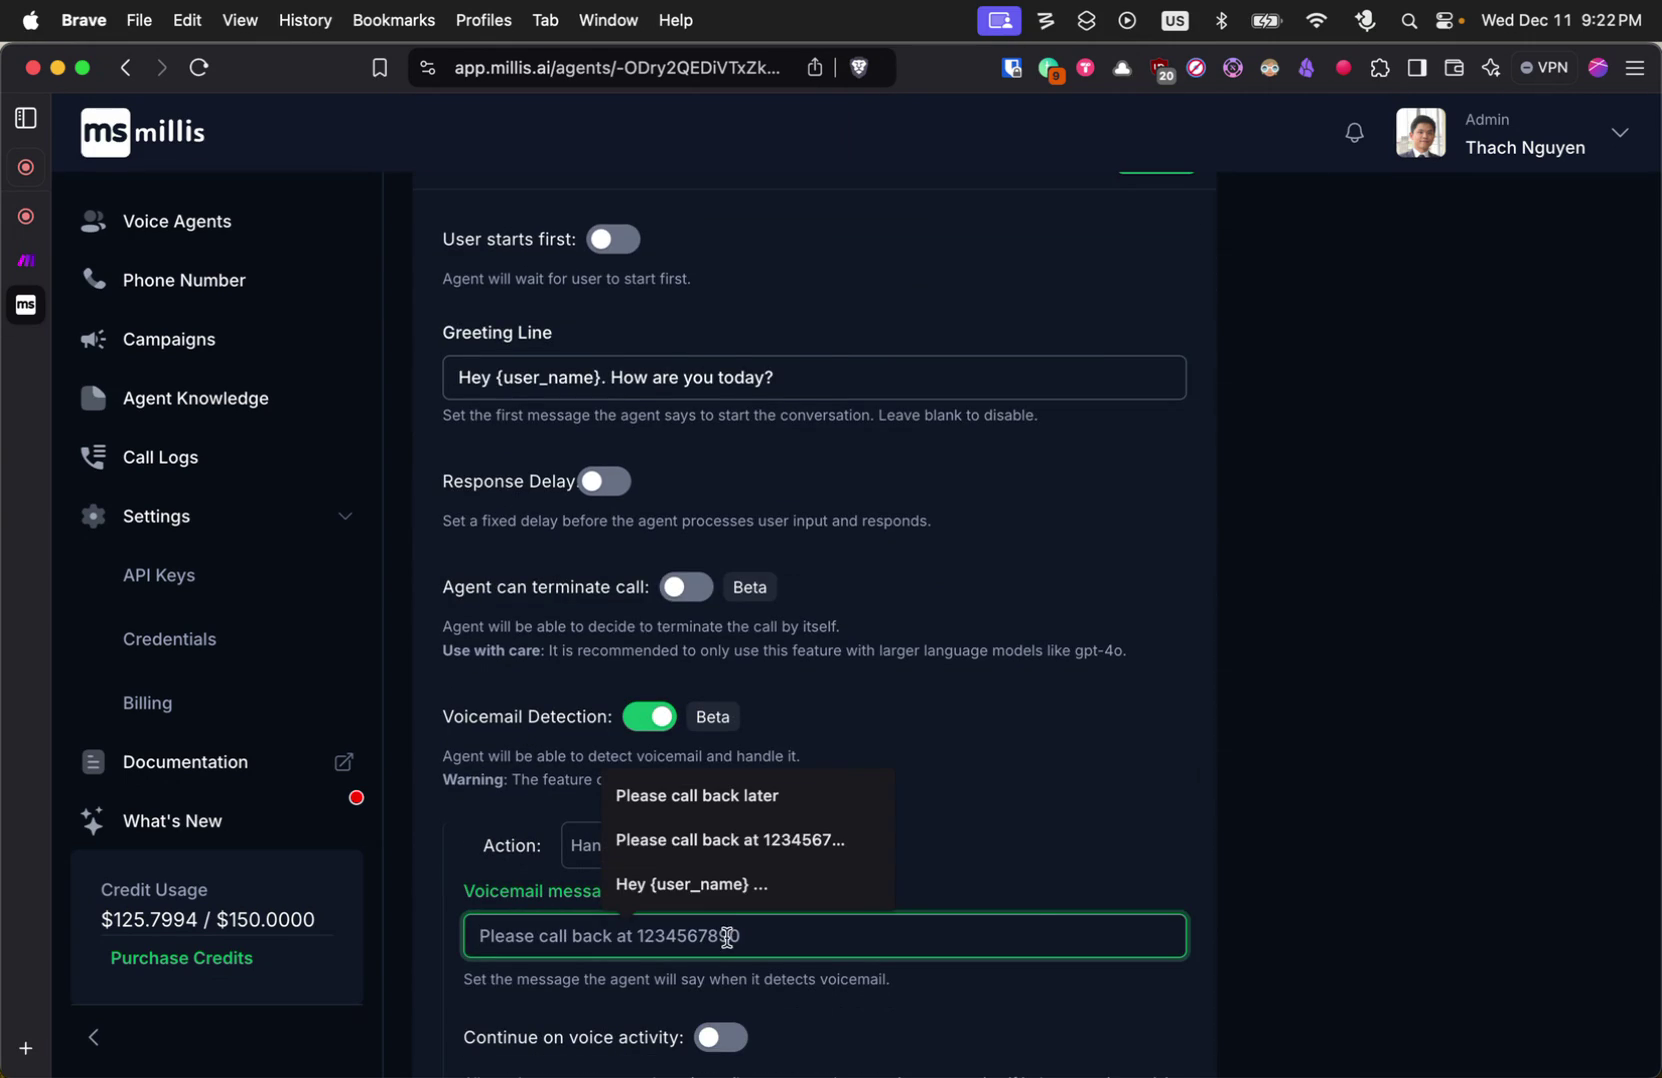 Brave File Edit View History Bookmarks Profiles Tab Window Help US Wed Dec 11 9:22 PM
app.millis.ai/agents/-ODry2QEDiVTxZk... 9 20 VPN
ms millis
Admin
Thach Nguyen
ms
Voice Agents
Phone Number
Campaigns
Agent Knowledge
Call Logs
Settings
API Keys
Credentials
Billing
Documentation
What's New
Credit Usage
$125.7994 / $150.0000
Purchase Credits
User starts first:
Agent will wait for user to start first.
Greeting Line
Hey {user_name}. How are you today?
Set the first message the agent says to start the conversation. Leave blank to disable.
Response Delay:
Set a fixed delay before the agent processes user input and responds.
Agent can terminate call: Beta
Agent will be able to decide to terminate the call by itself.
Use with care: It is recommended to only use this feature with larger language models like gpt-4o.
Voicemail Detection: Beta
Agent will be able to detect voicemail and handle it.
Warning: The feature
Please call back later
Please call back at 1234567...
Hey {user_name} ...
Action: Han
Voicemail messa
Please call back at 1234567890
Set the message the agent will say when it detects voicemail.
Continue on voice activity: